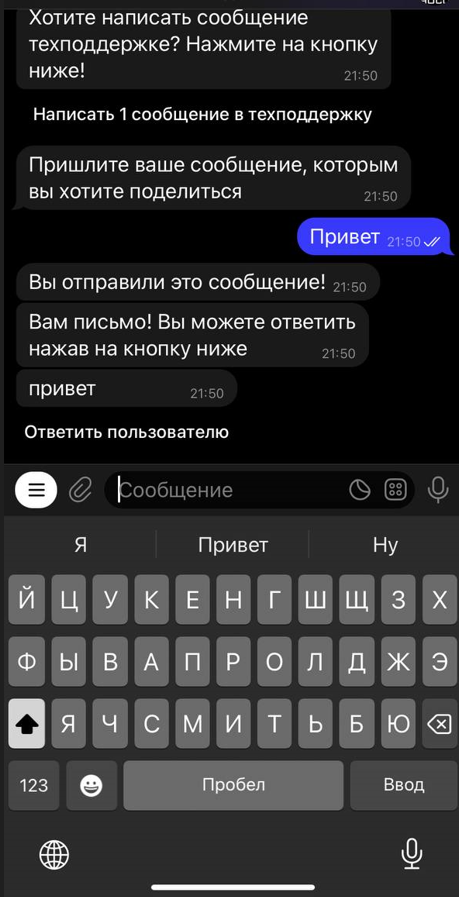 Хотите написать сообщение
техподдержке? Нажмите на кнопку
ниже!
21:50
Написать 1 сообщение в техподдержку
Пришлите ваше сообщение, которым
вы хотите поделиться
21:50
Привет 21:50
Вы отправили это сообщение! 21:50
Вам письмо! Вы можете ответить
нажав на кнопку ниже
21:50
привет 21:50
Ответить пользователю
Сообщение
Я Привет Ну
Й Ц У К Е Н Г Ш Щ З Х
Ф Ы В А П Р О Л Д Ж Э
Я Ч С М И Т Ь Б Ю
123 Пробел Ввод